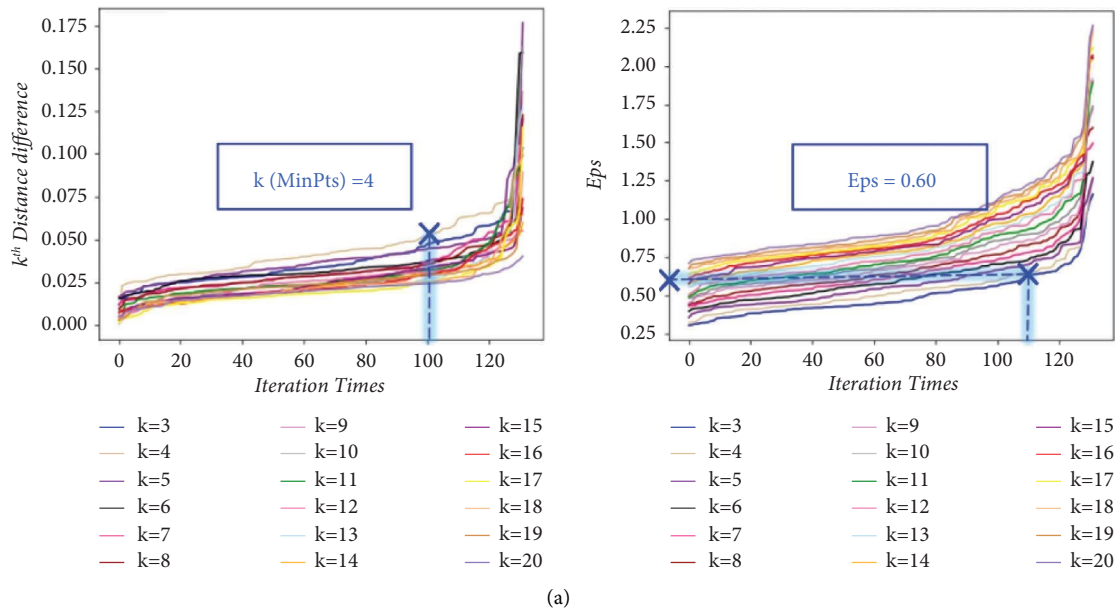 0.175
0.150
0.125
0.100
0.075
0.050
0.025
0.000
kth Distance difference
k (MinPts) =4
0 20 40 60 80 100 120
Iteration Times
k=3 k=9 k=15
k=4 k=10 k=16
k=5 k=11 k=17
k=6 k=12 k=18
k=7 k=13 k=19
k=8 k=14 k=20
2.25
2.00
1.75
1.50
1.25
1.00
0.75
0.50
0.25
Eps
Eps = 0.60
0 20 40 60 80 100 120
Iteration Times
k=3 k=9 k=15
k=4 k=10 k=16
k=5 k=11 k=17
k=6 k=12 k=18
k=7 k=13 k=19
k=8 k=14 k=20
(a)